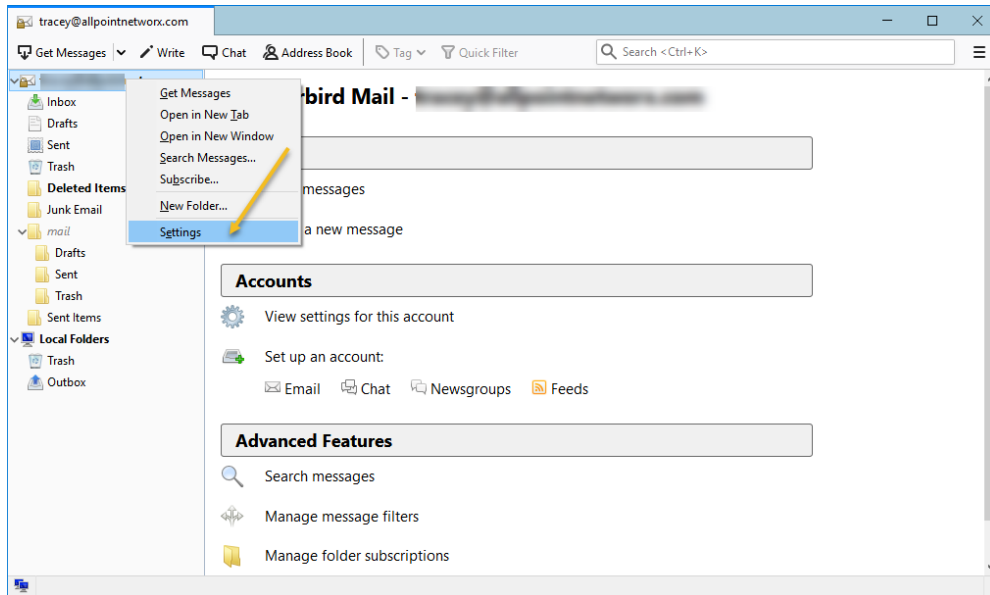 tracey@allpointnetworx.com
Get Messages Write Chat Address Book Tag Quick Filter Search <Ctrl+K>
Inbox
Drafts
Sent
Trash
Deleted Items
Junk Email
mail
Drafts
Sent
Trash
Sent Items
Local Folders
Trash
Outbox
Get Messages
Open in New Tab
Open in New Window
Search Messages...
Subscribe...
New Folder...
Settings
rbird Mail -
messages
a new message
Accounts
View settings for this account
Set up an account:
Email Chat Newsgroups Feeds
Advanced Features
Search messages
Manage message filters
Manage folder subscriptions